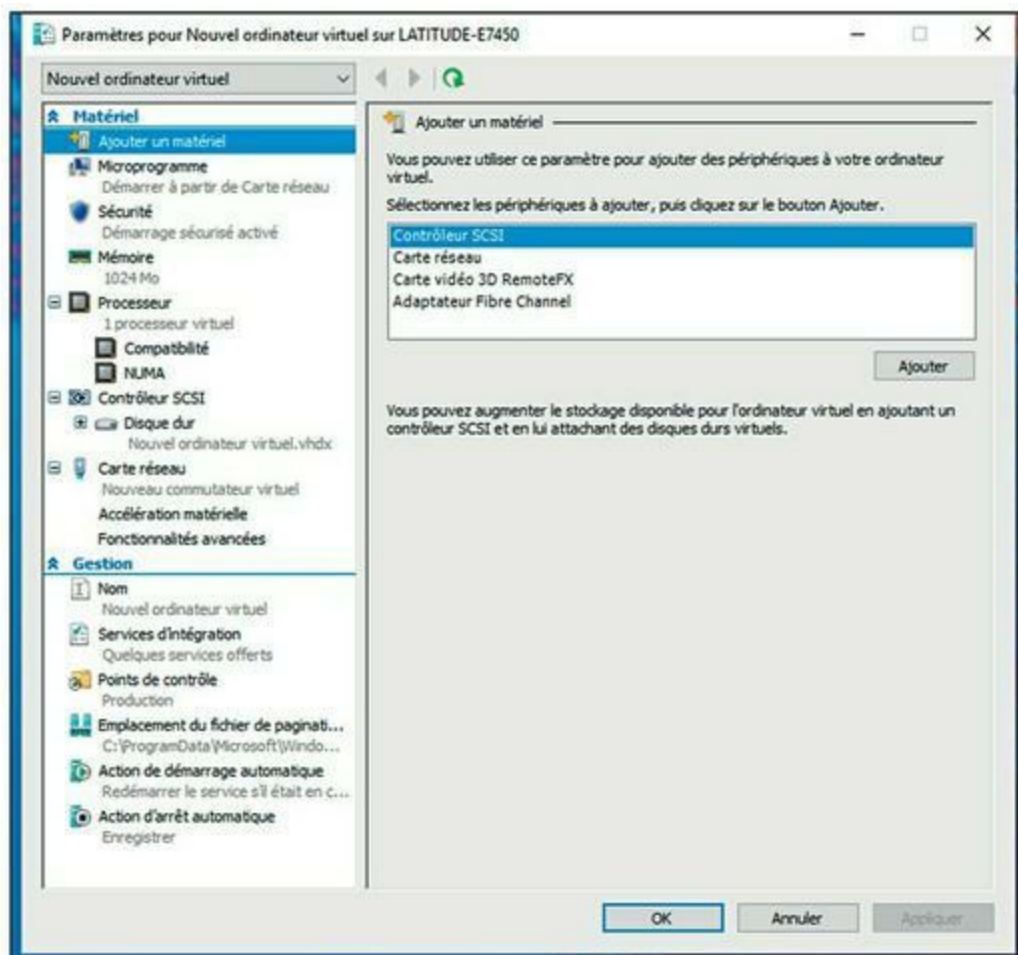 Paramètres pour Nouvel ordinateur virtuel sur LATITUDE-E7450
Nouvel ordinateur virtuel
Matériel
Ajouter un matériel
Microprogramme
Démarrer à partir de Carte réseau
Sécurité
Démarrage sécurisé activé
Mémoire
1024 Mo
Processeur
1 processeur virtuel
Compatibilité
NUMA
Contrôleur SCSI
Disque dur
Nouvel ordinateur virtuel.vhdx
Carte réseau
Nouveau commutateur virtuel
Accélération matérielle
Fonctionnalités avancées
Gestion
Nom
Nouvel ordinateur virtuel
Services d'intégration
Quelques services offerts
Points de contrôle
Production
Emplacement du fichier de paginati...
C:\ProgramData\Microsoft\Windo...
Action de démarrage automatique
Redémarrer le service s'il était en c...
Action d'arrêt automatique
Enregistrer
Ajouter un matériel
Vous pouvez utiliser ce paramètre pour ajouter des périphériques à votre ordinateur
virtuel.
Sélectionnez les périphériques à ajouter, puis cliquez sur le bouton Ajouter.
Contrôleur SCSI
Carte réseau
Carte vidéo 3D RemoteFX
Adaptateur Fibre Channel
Ajouter
Vous pouvez augmenter le stockage disponible pour l'ordinateur virtuel en ajoutant un
contrôleur SCSI et en lui attachant des disques durs virtuels.
OK
Annuler
Appliquer